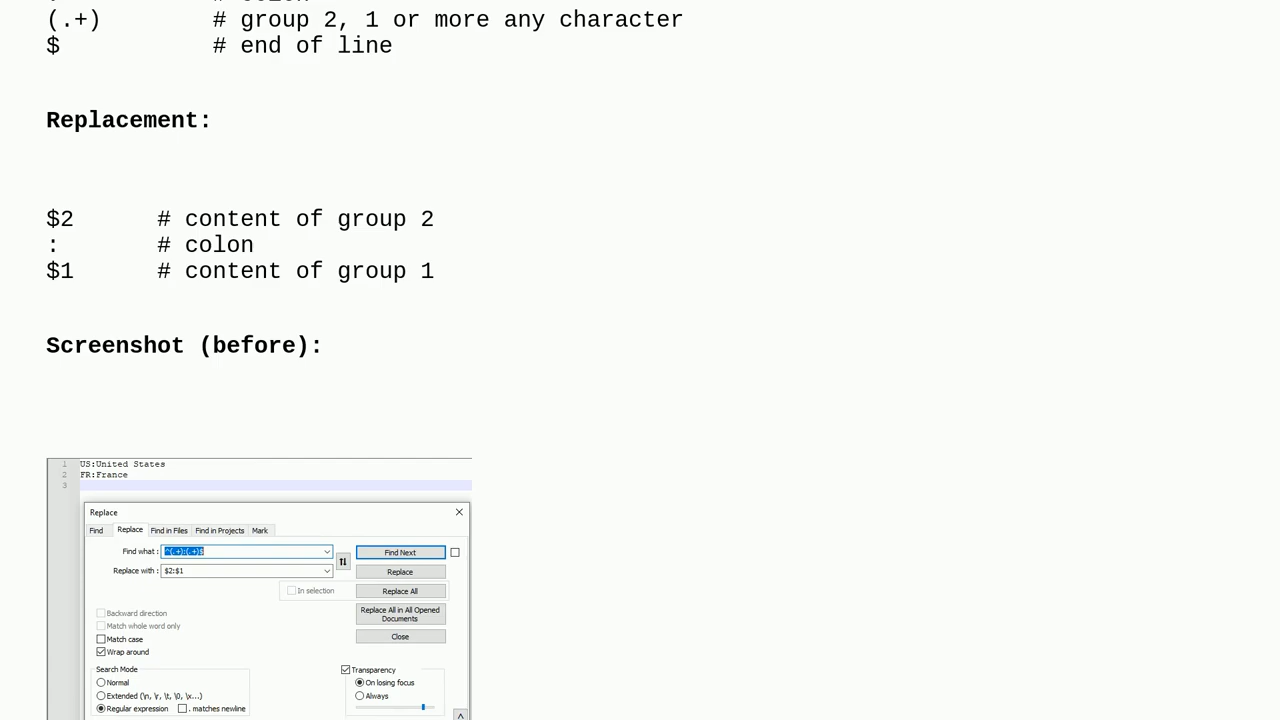 (.+)        # group 2, 1 or more any character
$           # end of line
Replacement:
$2      # content of group 2
:       # colon
$1      # content of group 1
Screenshot (before):
1 US:United States
2 FR:France
3
Replace
Find Replace Find in Files Find in Projects Mark
Find what : ^(.+):(.+)$ Find Next
Replace with : $2:$1 Replace
In selection Replace All
Backward direction Replace All in All Opened Documents
Match whole word only
Match case Close
Wrap around
Search Mode Transparency
Normal On losing focus
Extended (\n, \r, \t, \0, \x...) Always
Regular expression . matches newline